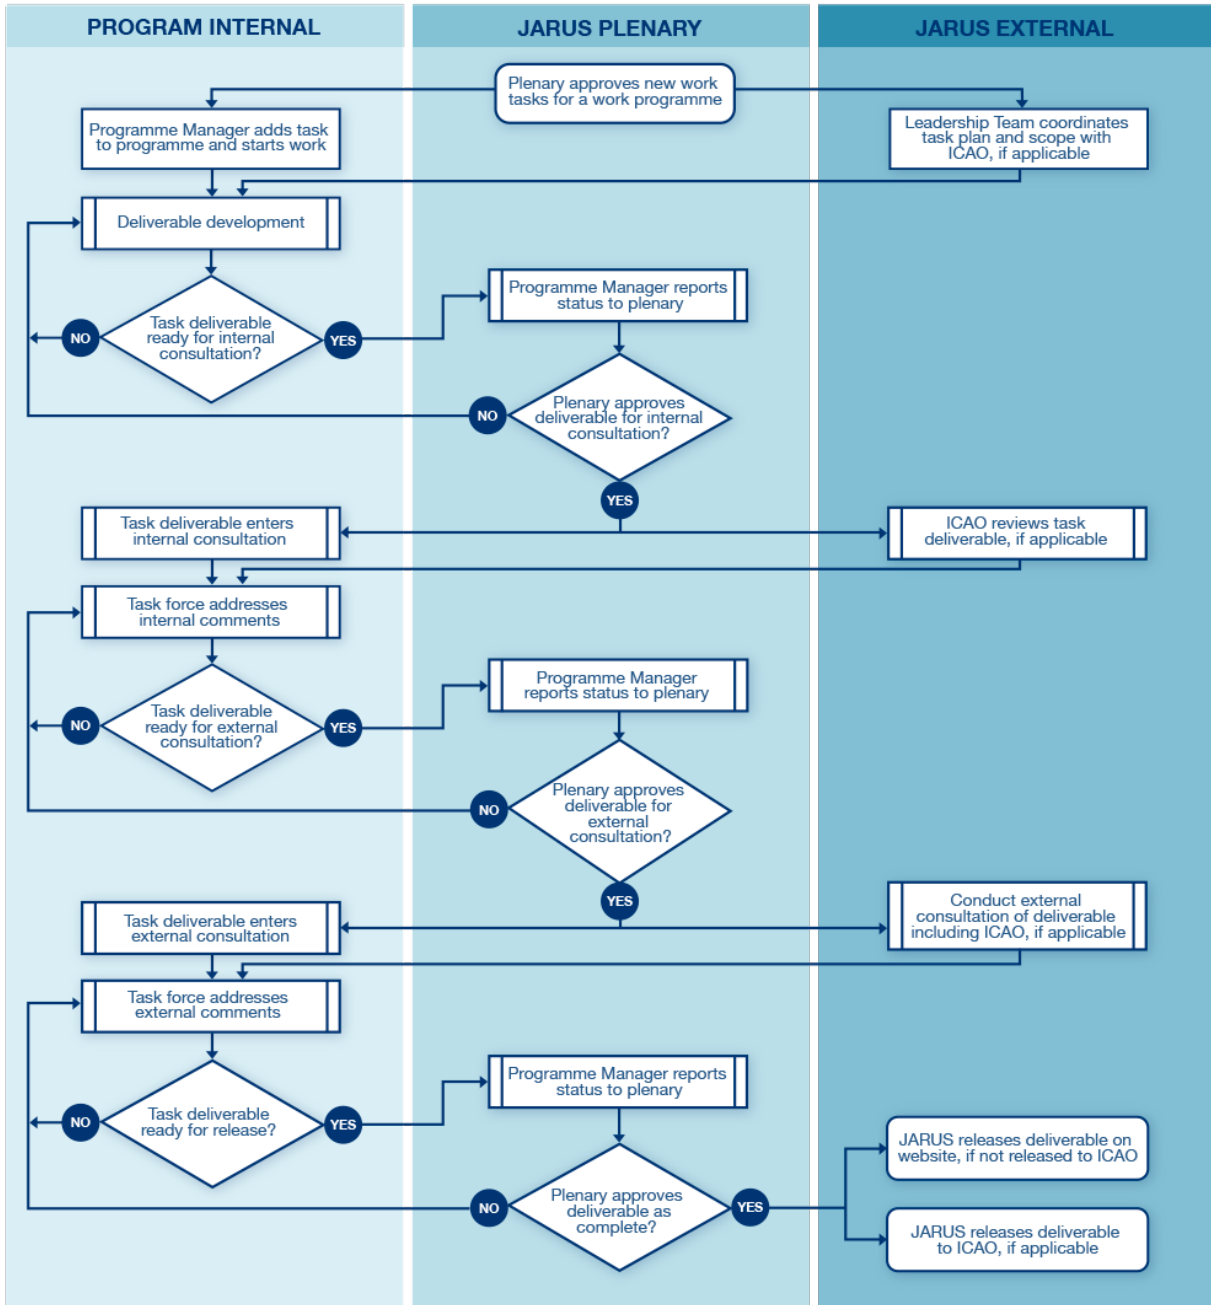 PROGRAM INTERNAL
JARUS PLENARY
JARUS EXTERNAL
Plenary approves new work
tasks for a work programme
Programme Manager adds task
to programme and starts work
Leadership Team coordinates
task plan and scope with
ICAO, if applicable
Deliverable development
Task deliverable
ready for internal
consultation?
NO
YES
Programme Manager reports
status to plenary
Plenary approves
deliverable for internal
consultation?
NO
YES
Task deliverable enters
internal consultation
ICAO reviews task
deliverable, if applicable
Task force addresses
internal comments
Task deliverable
ready for external
consultation?
NO
YES
Programme Manager
reports status to plenary
Plenary approves
deliverable for
external
consultation?
NO
YES
Task deliverable enters
external consultation
Conduct external
consultation of deliverable
including ICAO, if applicable
Task force addresses
external comments
Task deliverable
ready for release?
NO
YES
Programme Manager reports
status to plenary
Plenary approves
deliverable as
complete?
NO
YES
JARUS releases deliverable on
website, if not released to ICAO
JARUS releases deliverable
to ICAO, if applicable